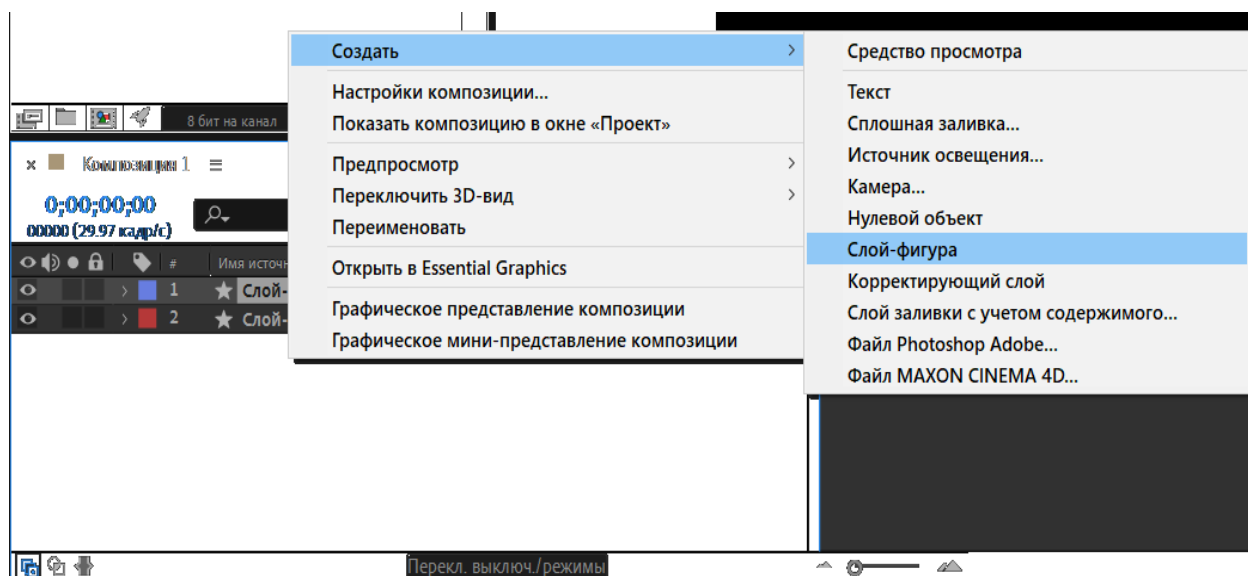 Создать
Настройки композиции...
Показать композицию в окне «Проект»
Предпросмотр
Переключить 3D-вид
Переименовать
Открыть в Essential Graphics
Графическое представление композиции
Графическое мини-представление композиции
Средство просмотра
Текст
Сплошная заливка...
Источник освещения...
Камера...
Нулевой объект
Слой-фигура
Корректирующий слой
Слой заливки с учетом содержимого...
Файл Photoshop Adobe...
Файл MAXON CINEMA 4D...
8 бит на канал
Композиция 1
0;00;00;00
00000 (29.97 кадр/с)
# Имя источн
1 Слой-
2 Слой-
Перекл. выключ./режимы